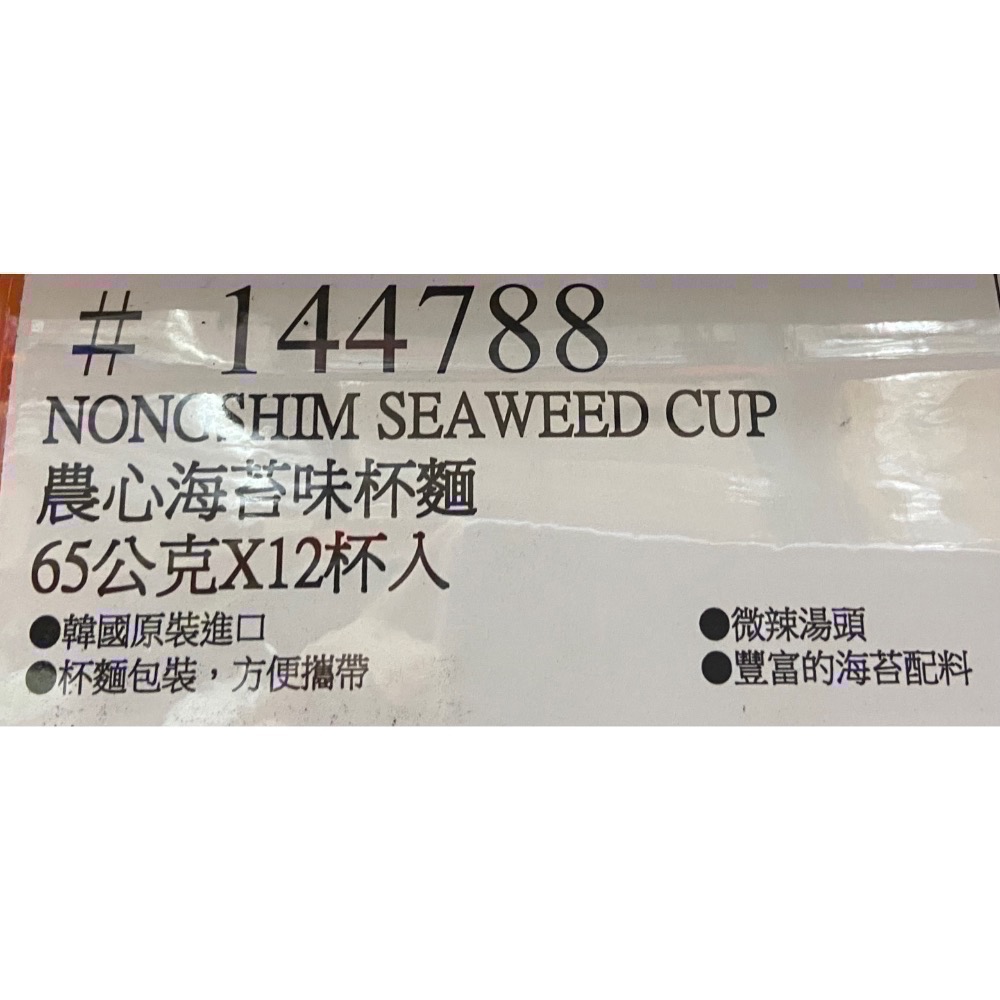 # 144788
NONGSHIM SEAWEED CUP
農心海苔味杯麵
65公克X12杯入
●韓國原裝進口
●杯麵包裝，方便攜帶
●微辣湯頭
●豐富的海苔配料